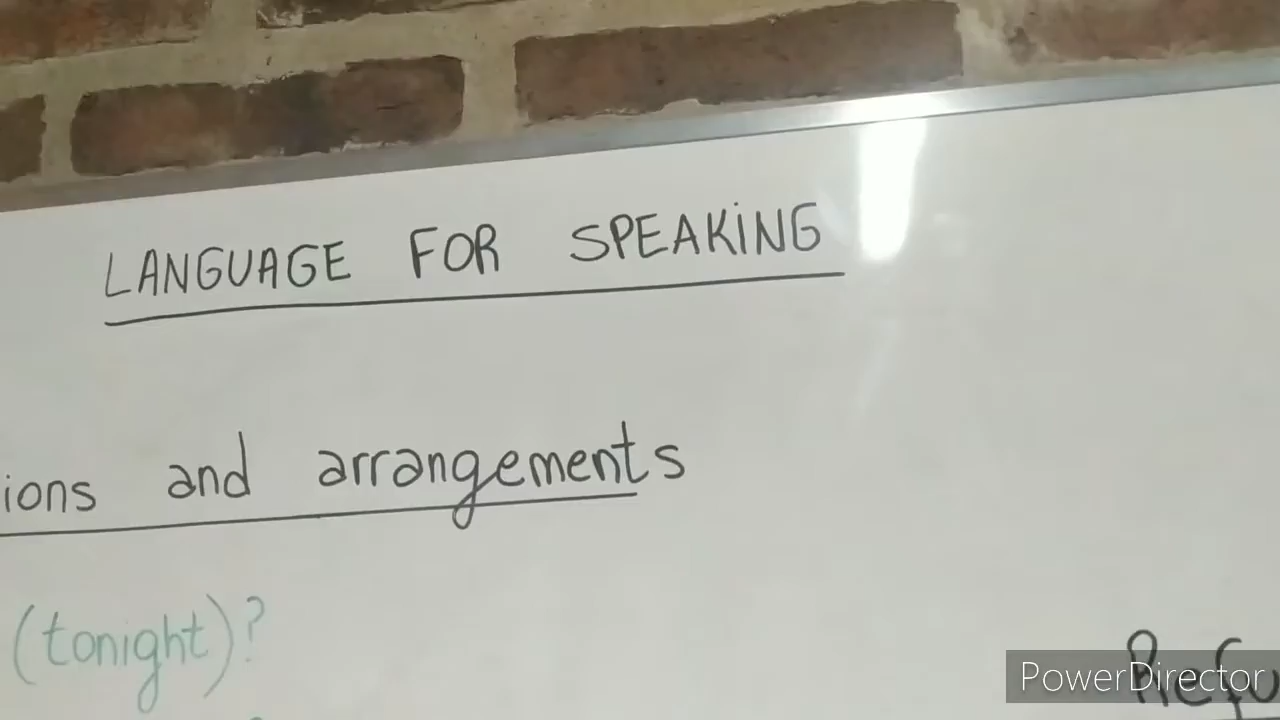 LANGUAGE FOR SPEAKING
ions and arrangements
(tonight)?
PowerDirector